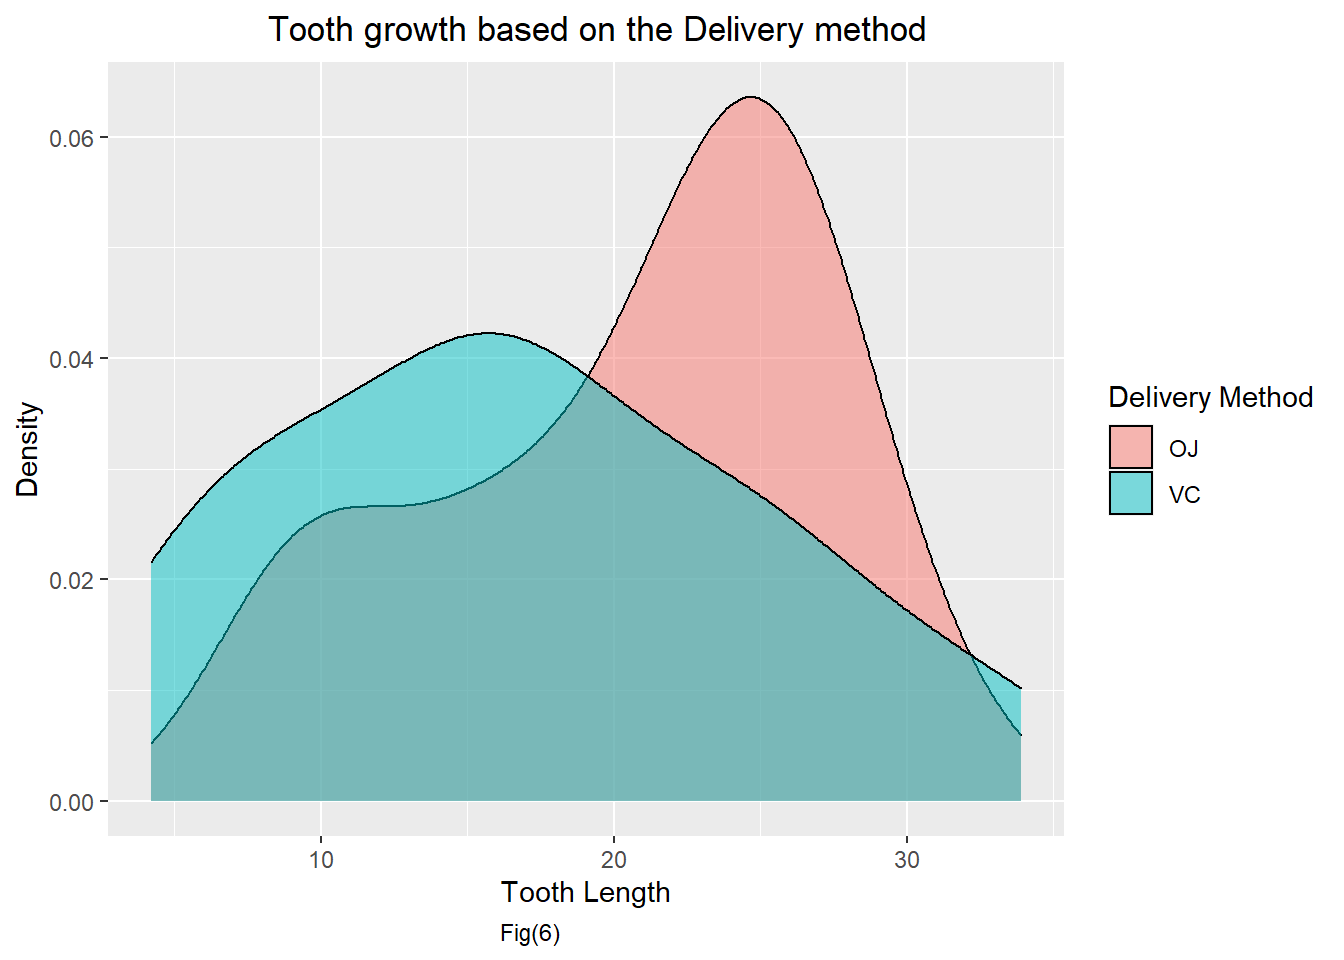 Tooth growth based on the Delivery method
0.06
0.04
0.02
0.00
Density
10 20 30
Tooth Length
Fig(6)
Delivery Method
OJ
VC